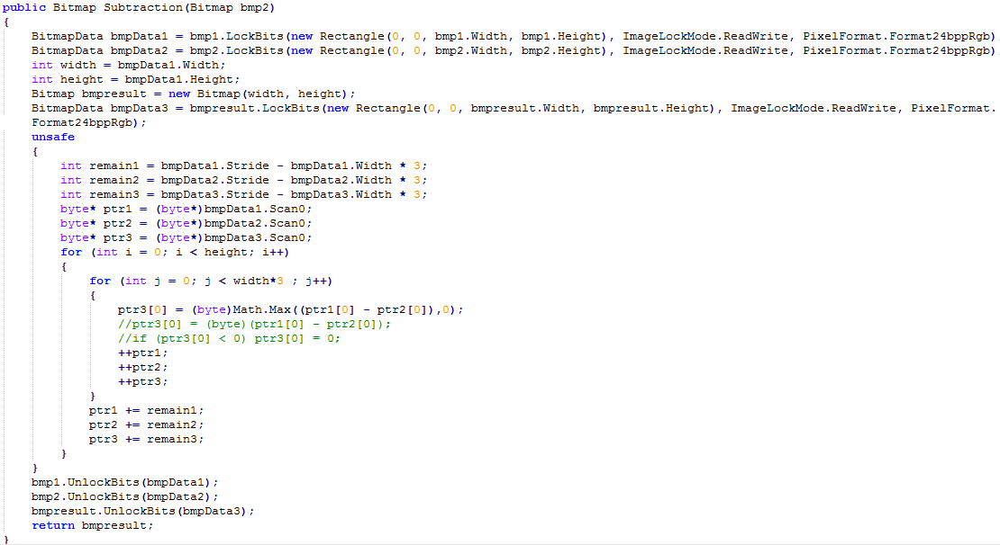 public Bitmap Subtraction(Bitmap bmp2)
{
BitmapData bmpData1 = bmp1.LockBits(new Rectangle(0, 0, bmp1.Width, bmp1.Height), ImageLockMode.ReadWrite, PixelFormat.Format24bppRgb)
BitmapData bmpData2 = bmp2.LockBits(new Rectangle(0, 0, bmp2.Width, bmp2.Height), ImageLockMode.ReadWrite, PixelFormat.Format24bppRgb)
int width = bmpData1.Width;
int height = bmpData1.Height;
Bitmap bmpresult = new Bitmap(width, height);
BitmapData bmpData3 = bmpresult.LockBits(new Rectangle(0, 0, bmpresult.Width, bmpresult.Height), ImageLockMode.ReadWrite, PixelFormat.
Format24bppRgb);
unsafe
{
int remain1 = bmpData1.Stride - bmpData1.Width * 3;
int remain2 = bmpData2.Stride - bmpData2.Width * 3;
int remain3 = bmpData3.Stride - bmpData3.Width * 3;
byte* ptr1 = (byte*)bmpData1.Scan0;
byte* ptr2 = (byte*)bmpData2.Scan0;
byte* ptr3 = (byte*)bmpData3.Scan0;
for (int i = 0; i < height; i++)
{
for (int j = 0; j < width*3 ; j++)
{
ptr3[0] = (byte)Math.Max((ptr1[0] - ptr2[0]),0);
//ptr3[0] = (byte)(ptr1[0] - ptr2[0]);
//if (ptr3[0] < 0) ptr3[0] = 0;
++ptr1;
++ptr2;
++ptr3;
}
ptr1 += remain1;
ptr2 += remain2;
ptr3 += remain3;
}
}
bmp1.UnlockBits(bmpData1);
bmp2.UnlockBits(bmpData2);
bmpresult.UnlockBits(bmpData3);
return bmpresult;
}